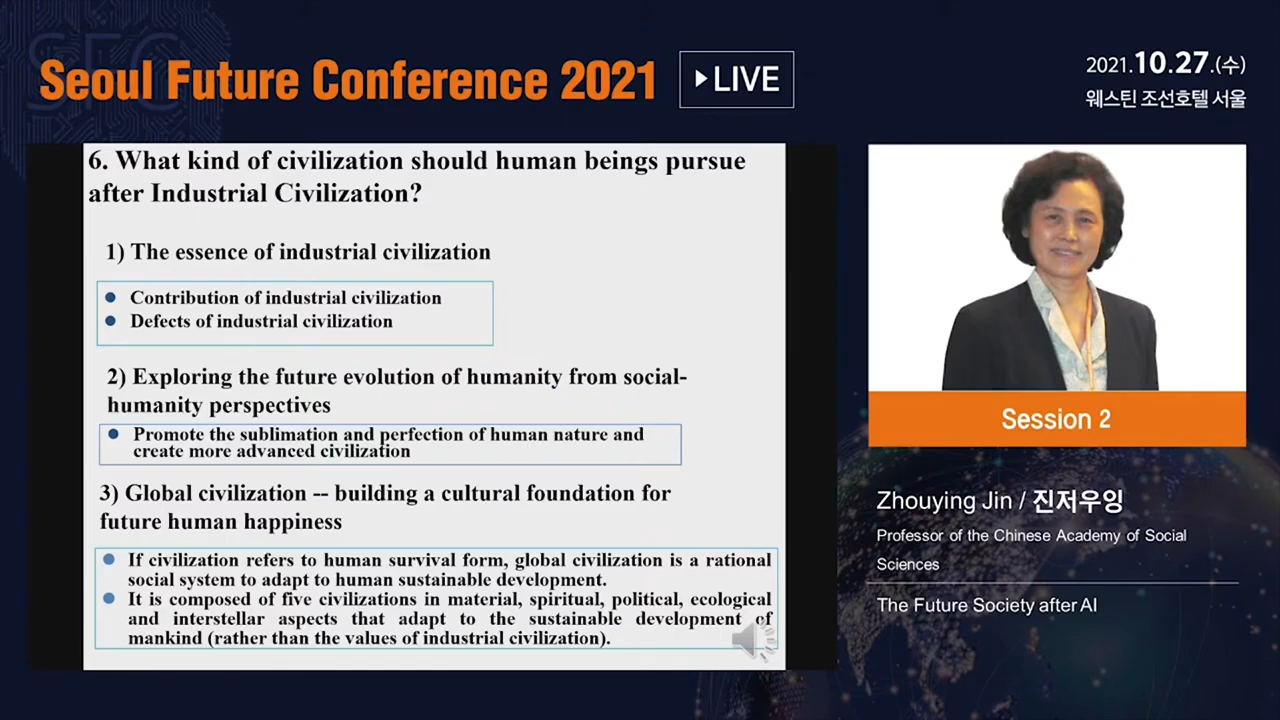 SFC
Seoul Future Conference 2021
LIVE
2021.10.27.(수)
웨스틴 조선호텔 서울
6. What kind of civilization should human beings pursue
after Industrial Civilization?
1) The essence of industrial civilization
Contribution of industrial civilization
Defects of industrial civilization
2) Exploring the future evolution of humanity from social-
humanity perspectives
Promote the sublimation and perfection of human nature and
create more advanced civilization
3) Global civilization -- building a cultural foundation for
future human happiness
If civilization refers to human survival form, global civilization is a rational
social system to adapt to human sustainable development.
It is composed of five civilizations in material, spiritual, political, ecological
and interstellar aspects that adapt to the sustainable development of
mankind (rather than the values of industrial civilization).
Session 2
Zhouying Jin / 진저우잉
Professor of the Chinese Academy of Social
Sciences
The Future Society after AI